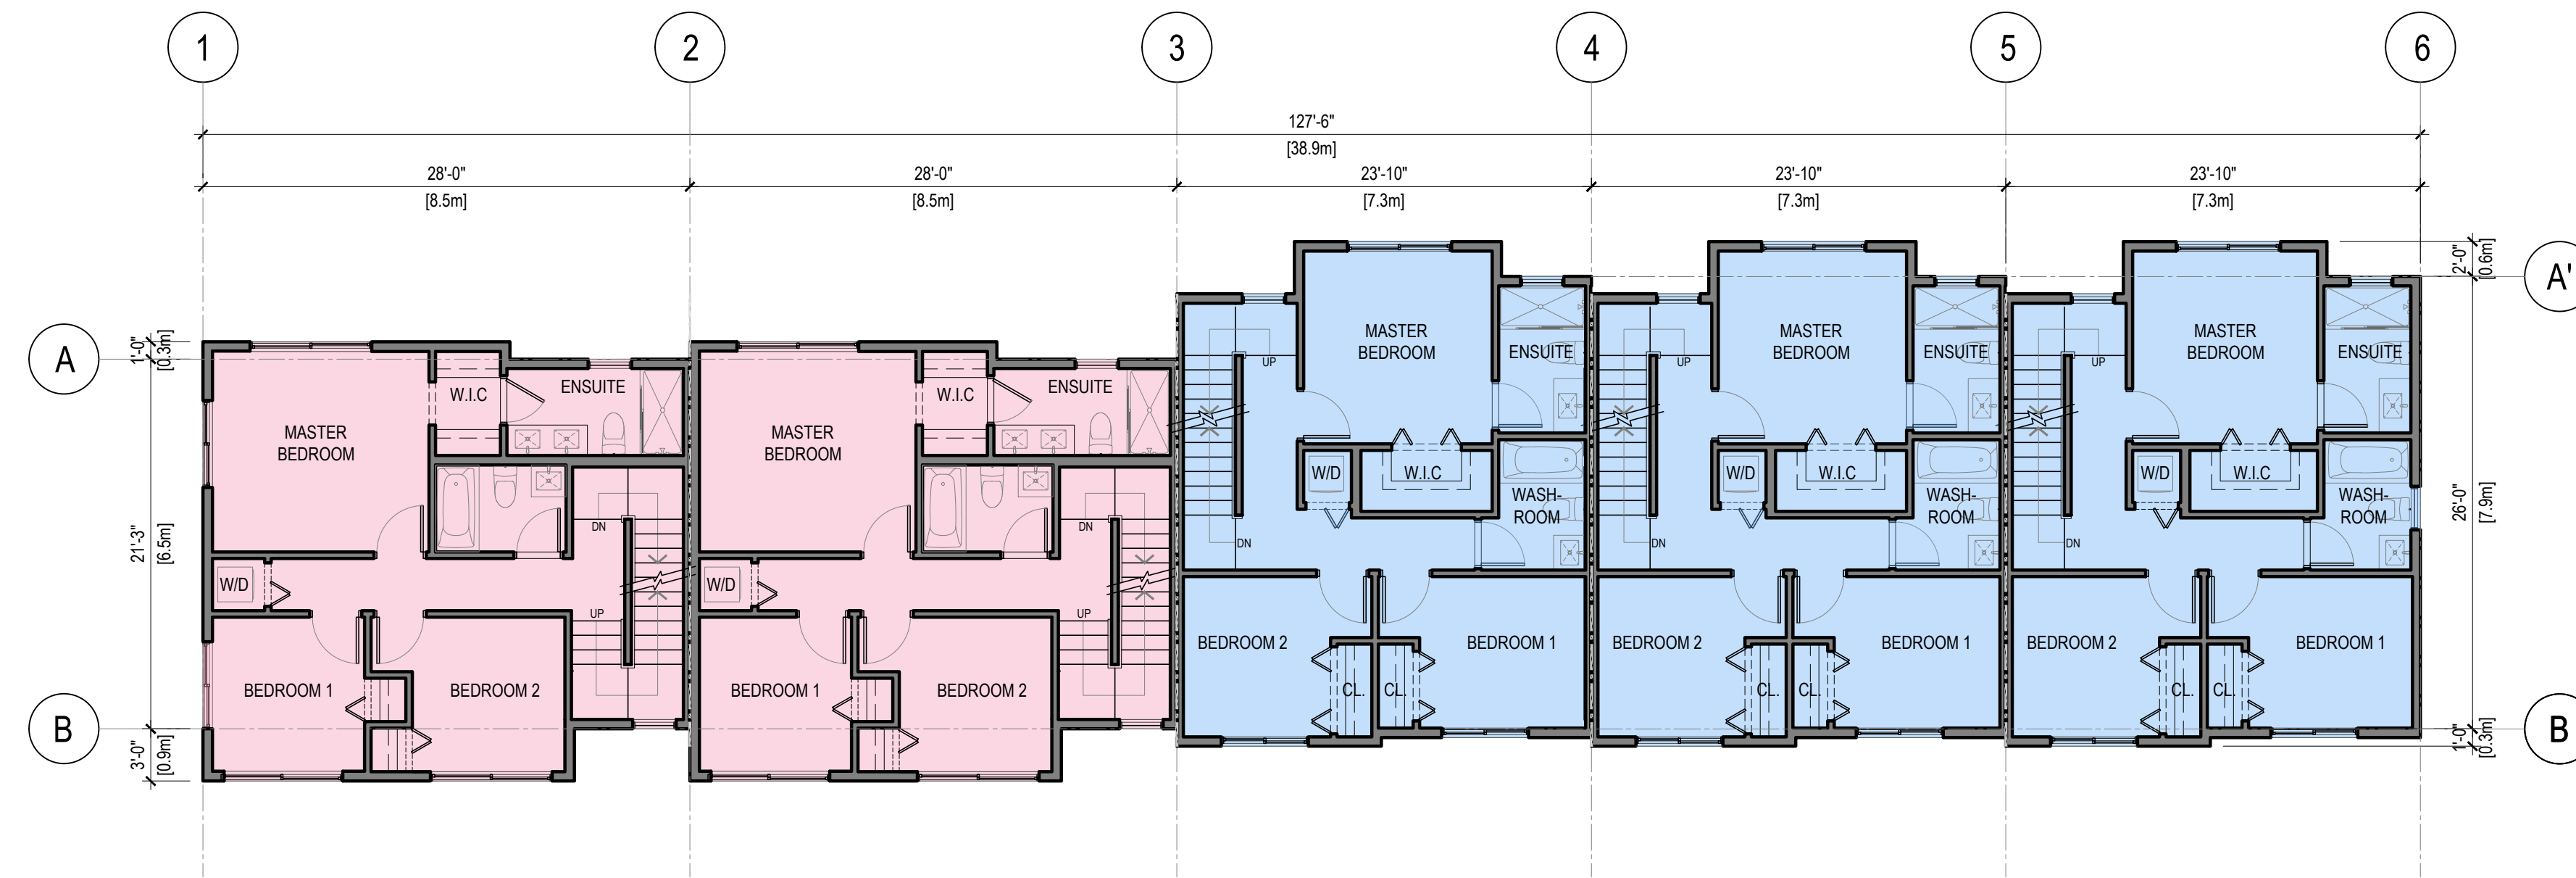 1 2 3 4 5 6
127'-6"
[38.9m]
28'-0" 28'-0" 23'-10" 23'-10" 23'-10"
[8.5m] [8.5m] [7.3m] [7.3m] [7.3m]
A
1'-0"
[0.3m]
21'-3"
[6.5m]
B
3'-0"
[0.9m]
MASTER
BEDROOM
W.I.C
ENSUITE
W/D
DN
UP
BEDROOM 1
BEDROOM 2
MASTER
BEDROOM
W.I.C
ENSUITE
W/D
DN
UP
BEDROOM 1
BEDROOM 2
MASTER
BEDROOM
ENSUITE
UP
W/D
W.I.C
WASH-
ROOM
DN
BEDROOM 2
BEDROOM 1
CL.
CL.
MASTER
BEDROOM
ENSUITE
UP
W/D
W.I.C
WASH-
ROOM
DN
BEDROOM 2
BEDROOM 1
CL.
CL.
MASTER
BEDROOM
ENSUITE
UP
W/D
W.I.C
WASH-
ROOM
DN
BEDROOM 2
BEDROOM 1
CL.
CL.
2'-0"
[0.6m]
A'
26'-0"
[7.9m]
B
1'-0"
[0.3m]